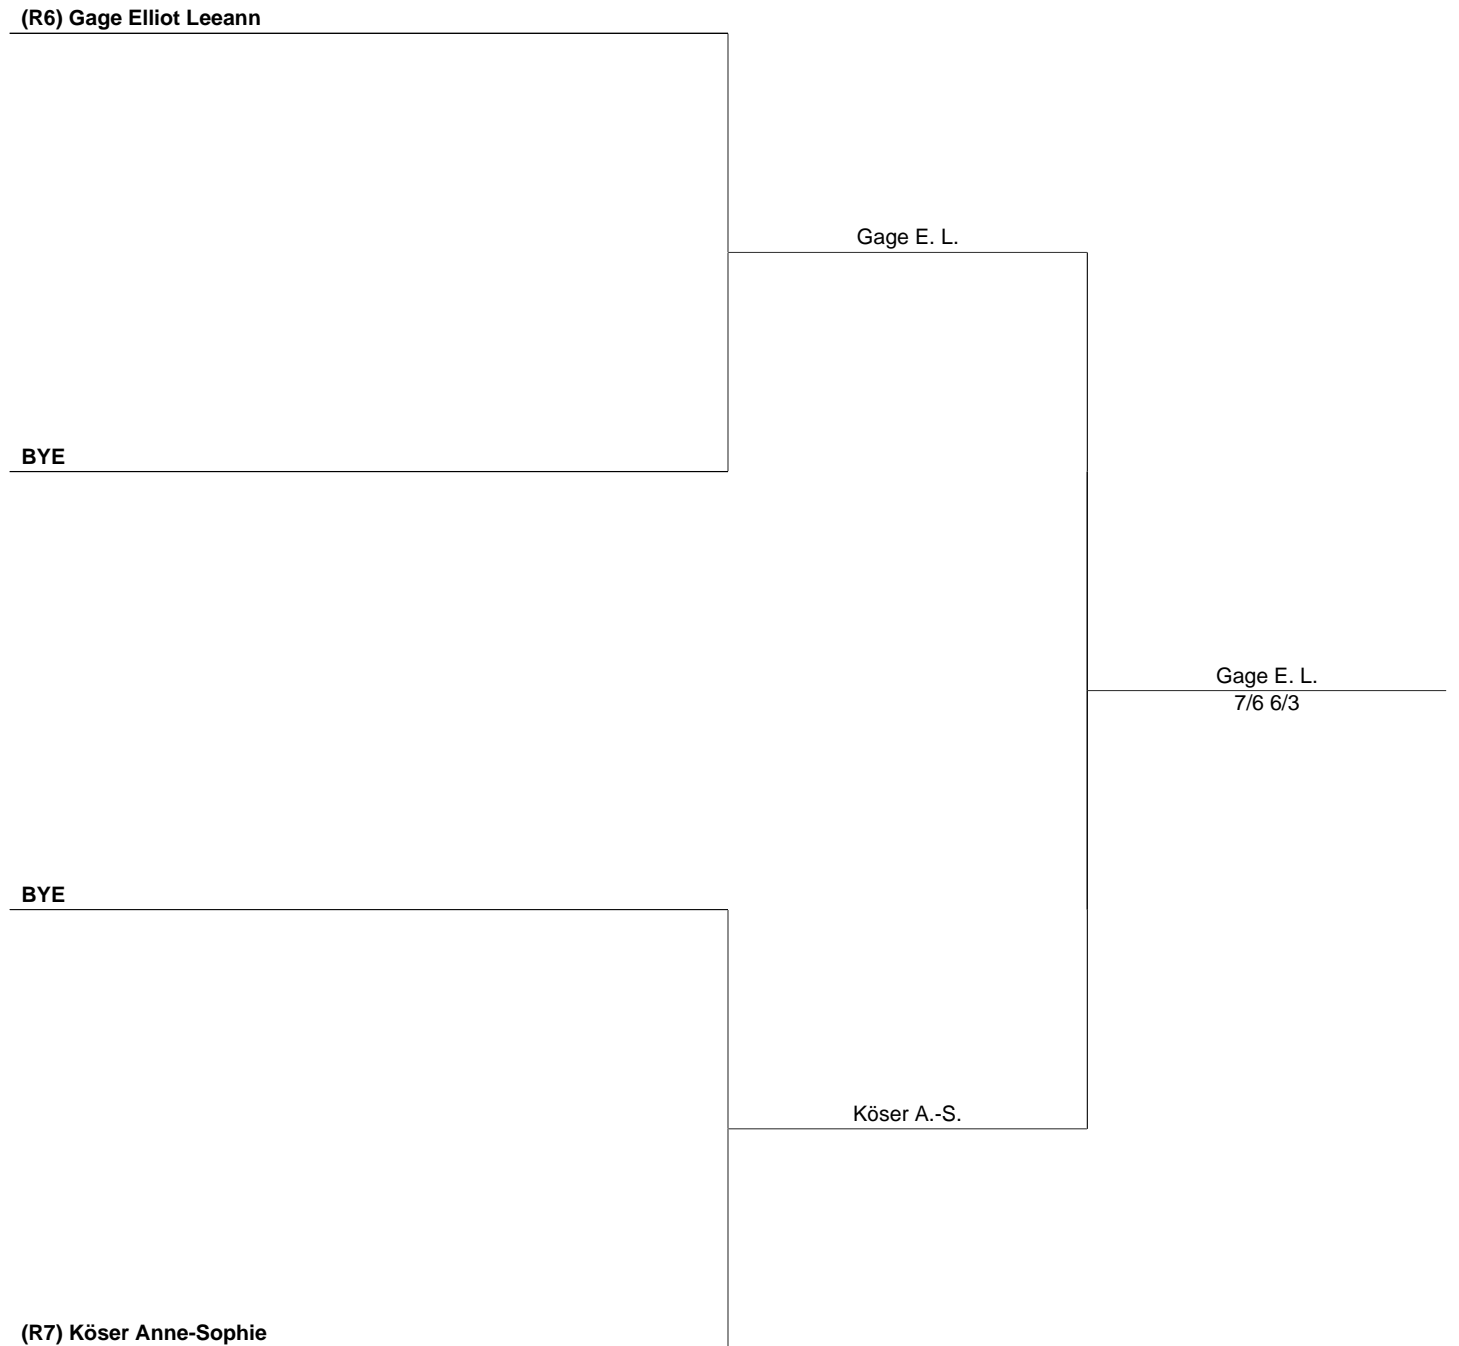 (R6) Gage Elliot Leeann
Gage E. L.
BYE
Gage E. L.
7/6 6/3
BYE
Köser A.-S.
(R7) Köser Anne-Sophie